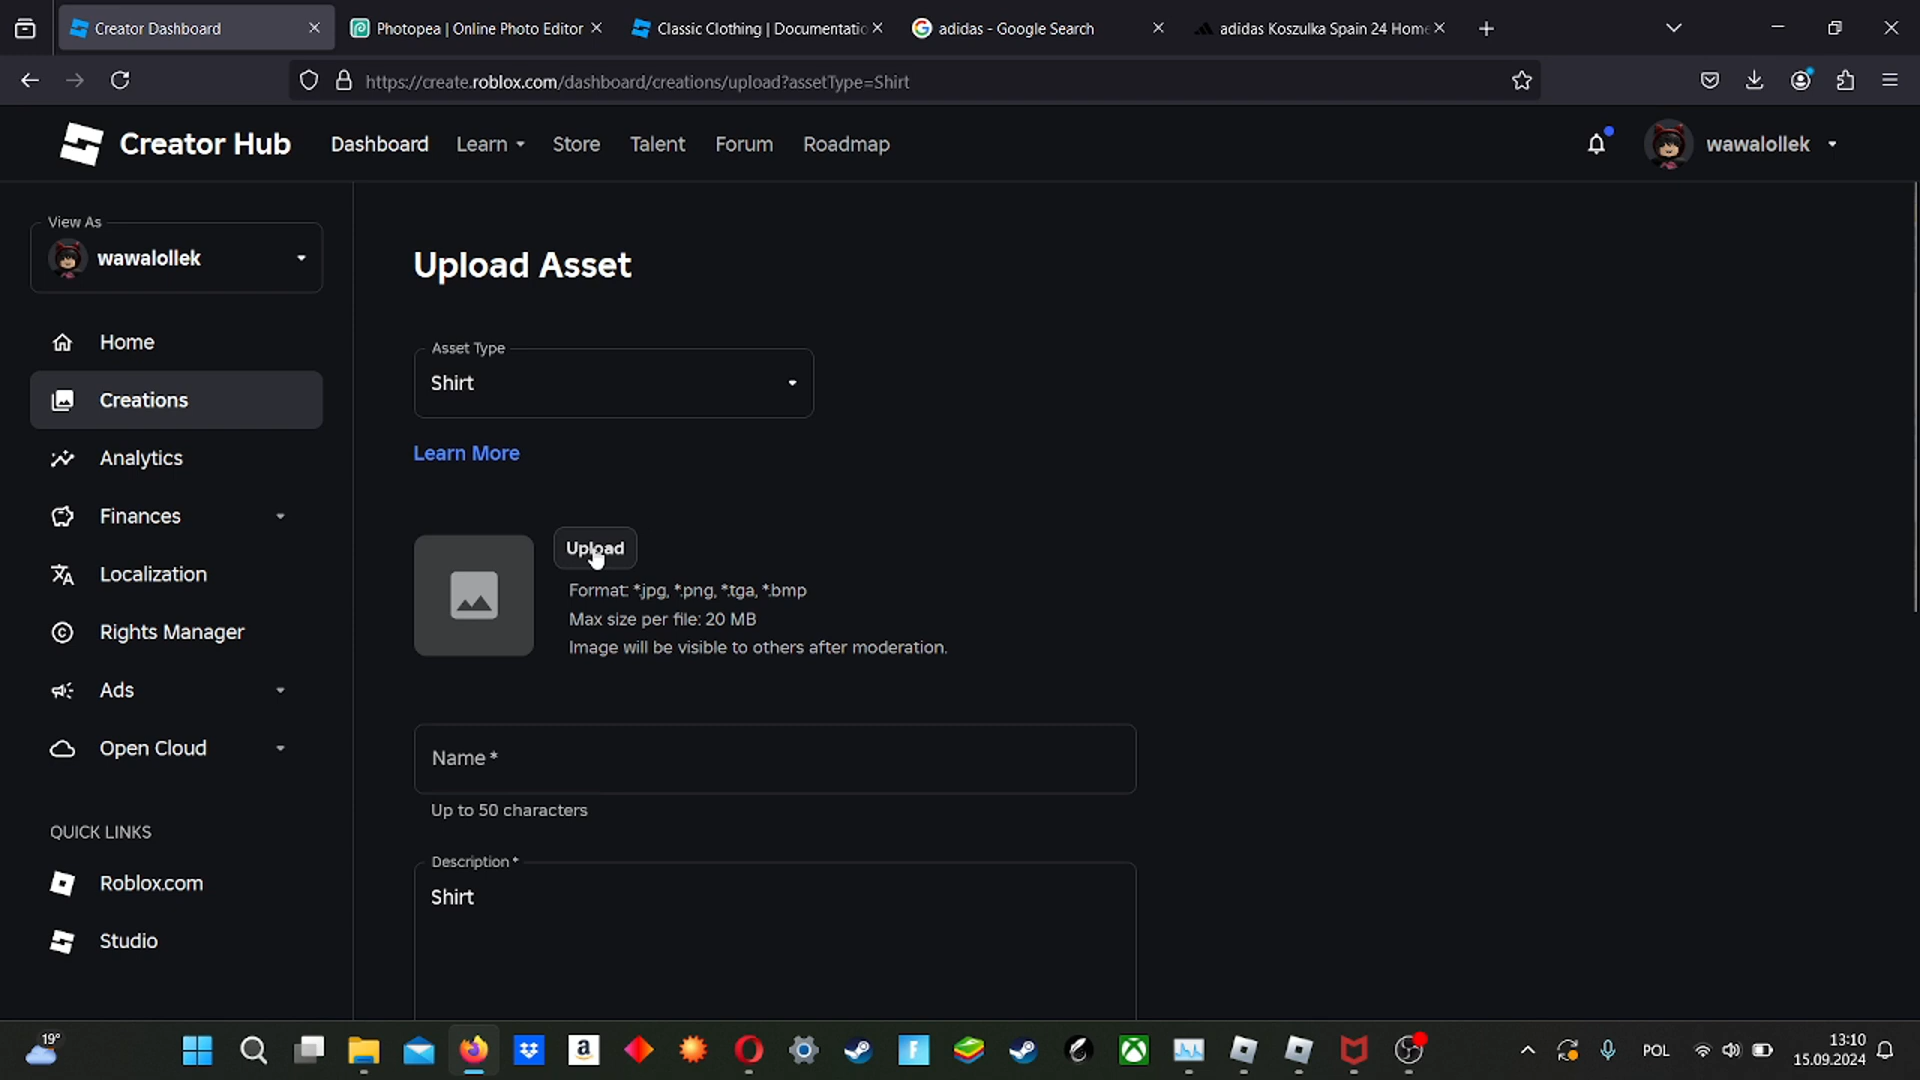 Creator Dashboard
Photopea | Online Photo Editor
Classic Clothing | Documentatio
adidas - Google Search
adidas Koszulka Spain 24 Home
https://create.roblox.com/dashboard/creations/upload?assetType=Shirt
Creator Hub
Dashboard
Learn
Store
Talent
Forum
Roadmap
wawalollek
View As
wawalollek
Home
Creations
Analytics
Finances
Localization
Rights Manager
Ads
Open Cloud
QUICK LINKS
Roblox.com
Studio
Upload Asset
Asset Type
Shirt
Learn More
Upload
Format: *.jpg, *.png, *.tga, *.bmp
Max size per file: 20 MB
Image will be visible to others after moderation.
Name *
Up to 50 characters
Description *
Shirt
19°
POL
13:10
15.09.2024